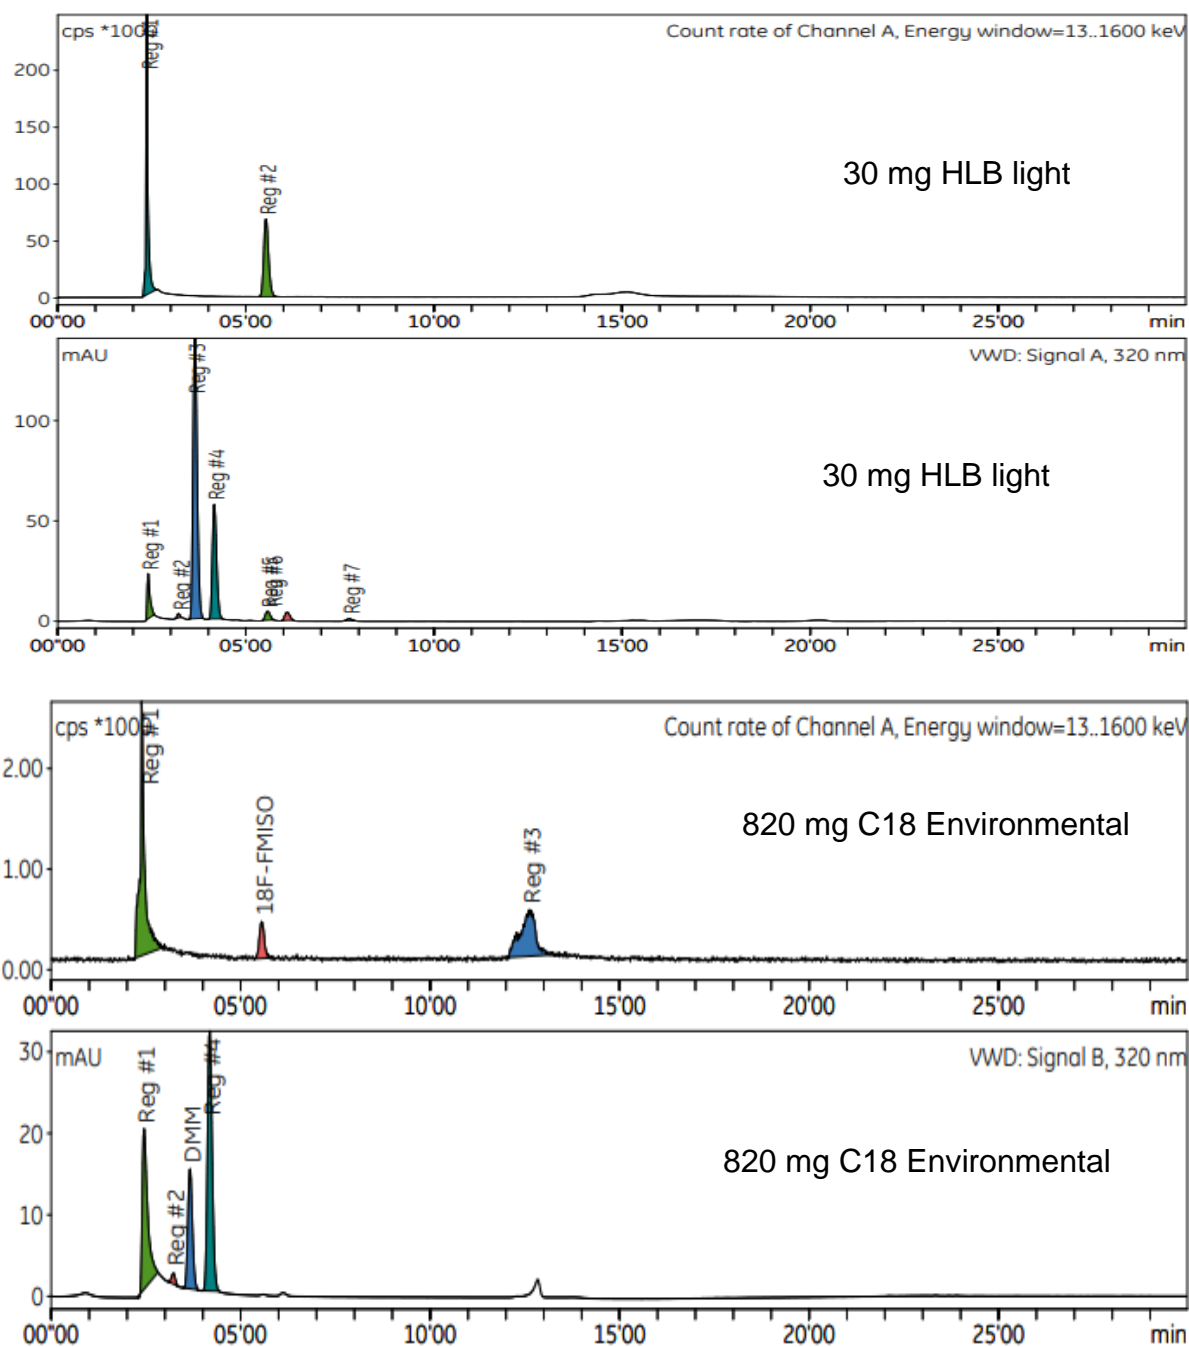 cps *100
Reg #1
Count rate of Channel A, Energy window=13..1600 keV
200
150
100
50
0
Reg #2
30 mg HLB light
00'00 05'00 10'00 15'00 20'00 25'00 min
mAU
VWD: Signal A, 320 nm
100
50
0
Reg #1
Reg #2
Reg #3
Reg #4
Reg #6
Reg #7
30 mg HLB light
00'00 05'00 10'00 15'00 20'00 25'00 min
cps *100
Reg #1
Count rate of Channel A, Energy window=13..1600 keV
2.00
1.00
0.00
18F-FMISO
Reg #3
820 mg C18 Environmental
00'00 05'00 10'00 15'00 20'00 25'00 min
mAU
VWD: Signal B, 320 nm
30
20
10
0
Reg #1
Reg #2
DMM
Reg #4
820 mg C18 Environmental
00'00 05'00 10'00 15'00 20'00 25'00 min